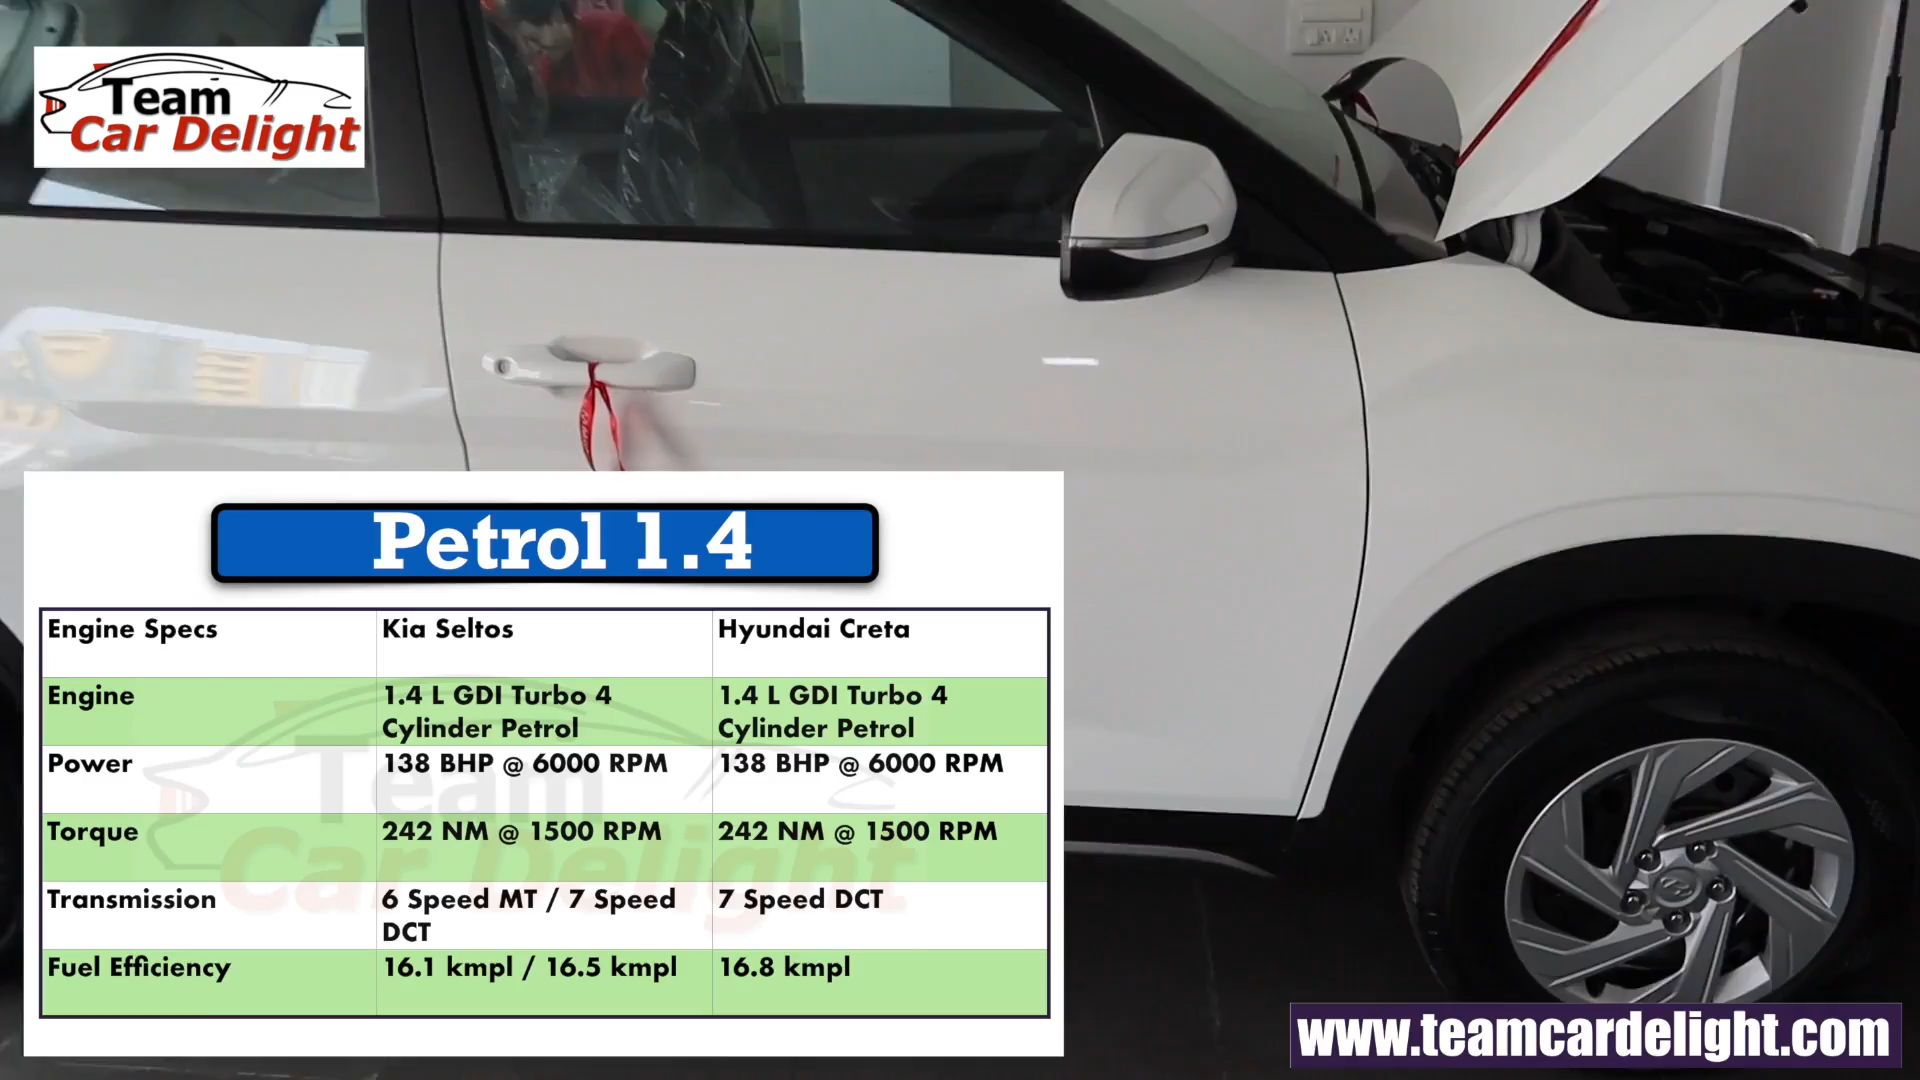 Team
Car Delight
Petrol 1.4
Engine Specs
Kia Seltos
Hyundai Creta
Engine
1.4 L GDI Turbo 4
Cylinder Petrol
1.4 L GDI Turbo 4
Cylinder Petrol
Power
138 BHP @ 6000 RPM
138 BHP @ 6000 RPM
Torque
242 NM @ 1500 RPM
242 NM @ 1500 RPM
Transmission
6 Speed MT / 7 Speed
DCT
7 Speed DCT
Fuel Efficiency
16.1 kmpl / 16.5 kmpl
16.8 kmpl
Team
Car Delight
www.teamcardelight.com